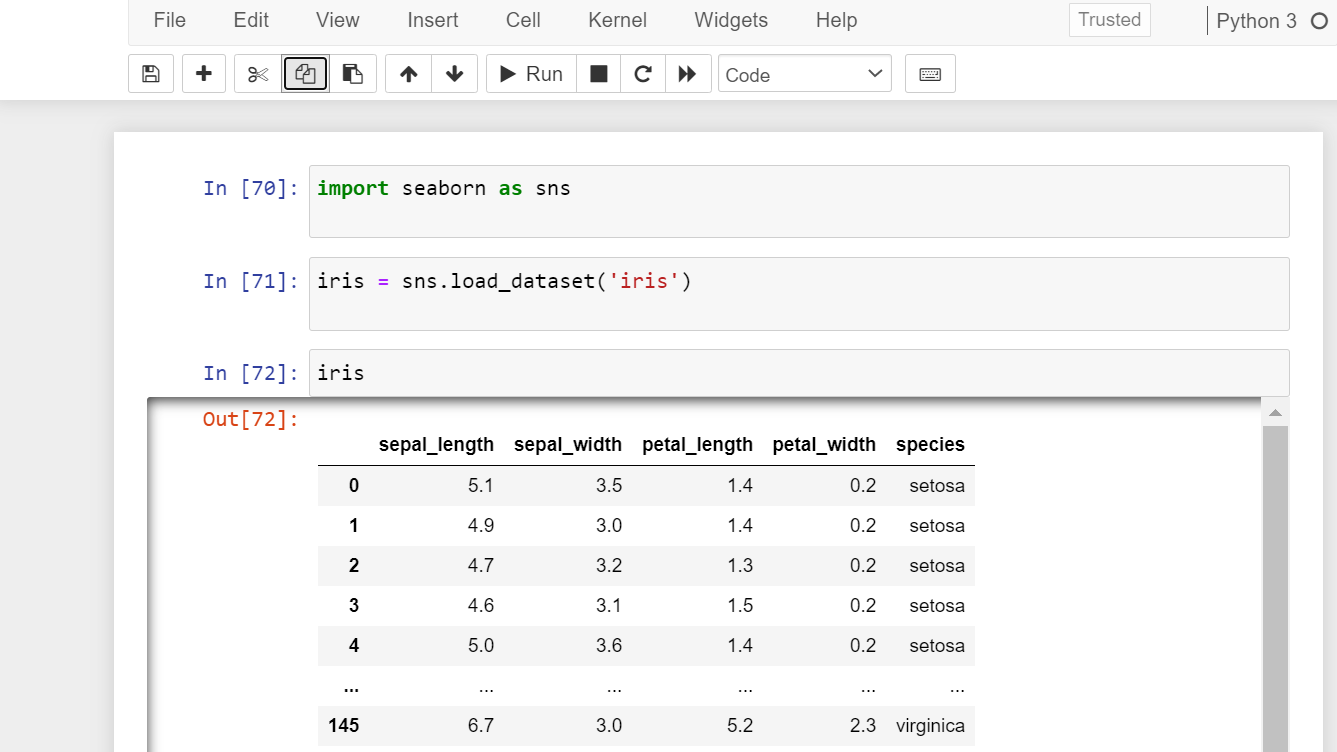 File Edit View Insert Cell Kernel Widgets Help Trusted Python 3
Run Code
In [70]: import seaborn as sns
In [71]: iris = sns.load_dataset('iris')
In [72]: iris
Out[72]:
sepal_length sepal_width petal_length petal_width species
0 5.1 3.5 1.4 0.2 setosa
1 4.9 3.0 1.4 0.2 setosa
2 4.7 3.2 1.3 0.2 setosa
3 4.6 3.1 1.5 0.2 setosa
4 5.0 3.6 1.4 0.2 setosa
... ... ... ... ... ...
145 6.7 3.0 5.2 2.3 virginica